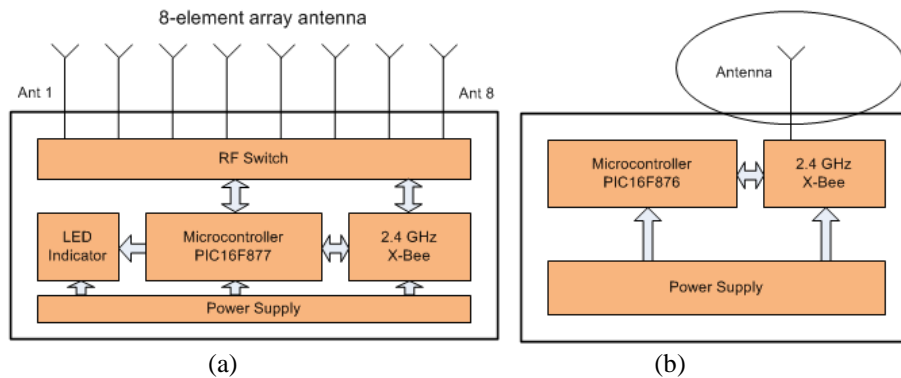 8-element array antenna
Ant 1
Ant 8
RF Switch
LED
Indicator
Microcontroller
PIC16F877
2.4 GHz
X-Bee
Power Supply
(a)
Antenna
Microcontroller
PIC16F876
2.4 GHz
X-Bee
Power Supply
(b)